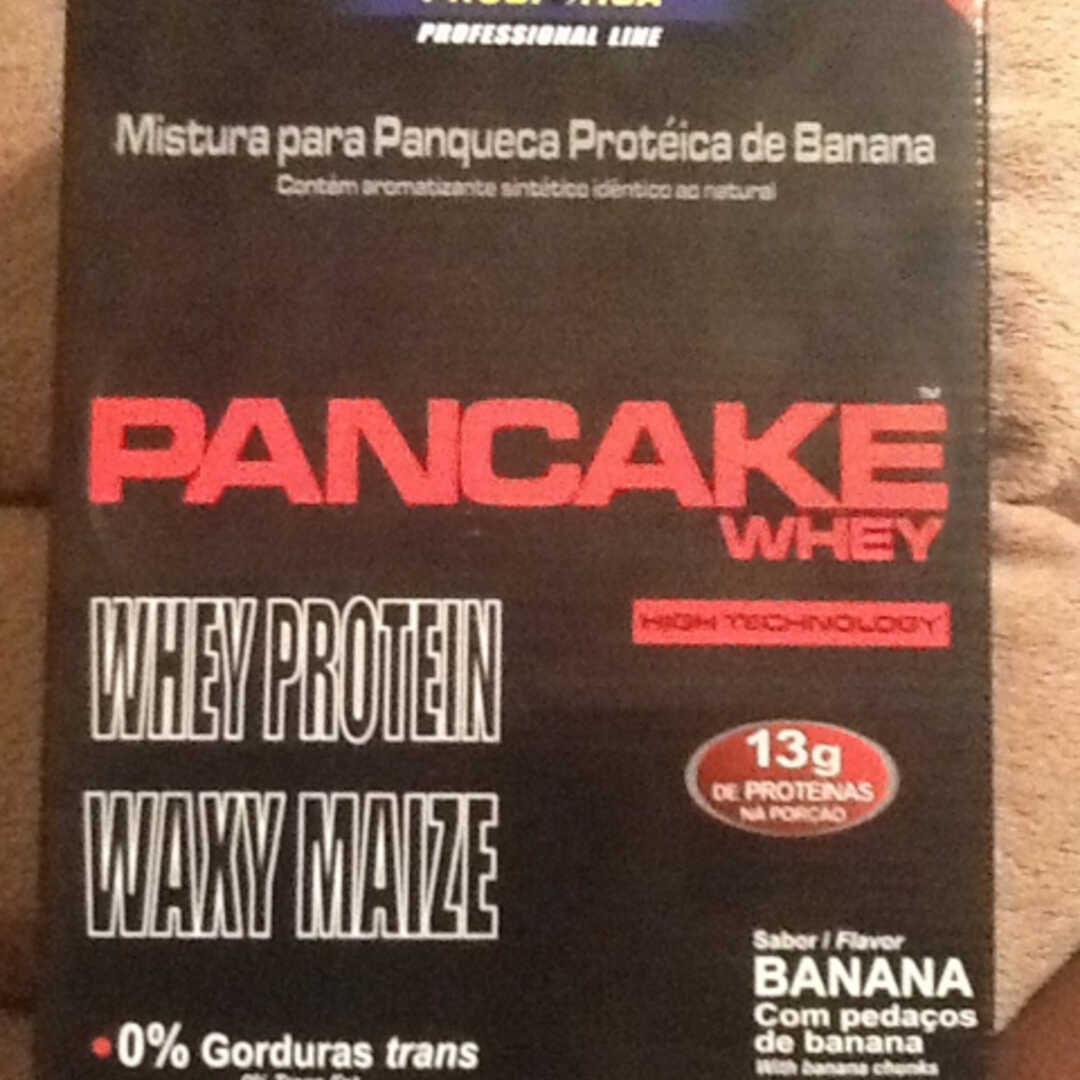 PROFESSIONAL LINE
Mistura para Panqueca Protéica de Banana
Contém aromatizante sintético idêntico ao natural
PANCAKE™
WHEY
HIGH TECHNOLOGY
WHEY PROTEIN
WAXY MAIZE
13g
DE PROTEÍNAS
NA PORÇÃO
Sabor / Flavor
BANANA
Com pedaços
de banana
With banana chunks
•0% Gorduras trans